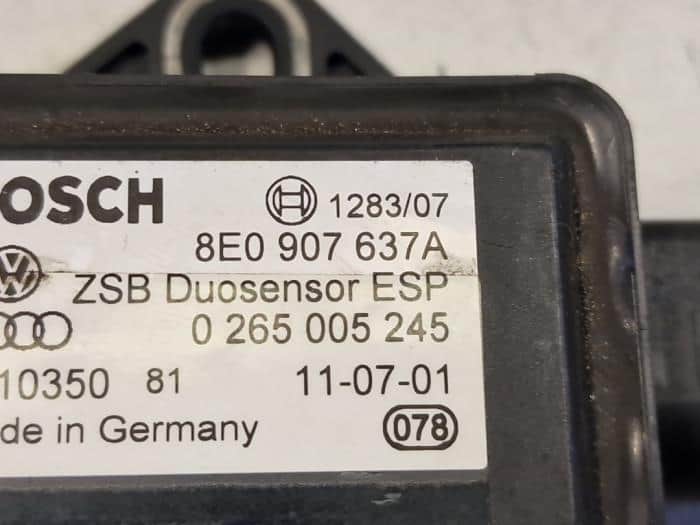 BOSCH 1283/07
8E0 907 637A
ZSB Duosensor ESP
0 265 005 245
10350 81 11-07-01
de in Germany 078